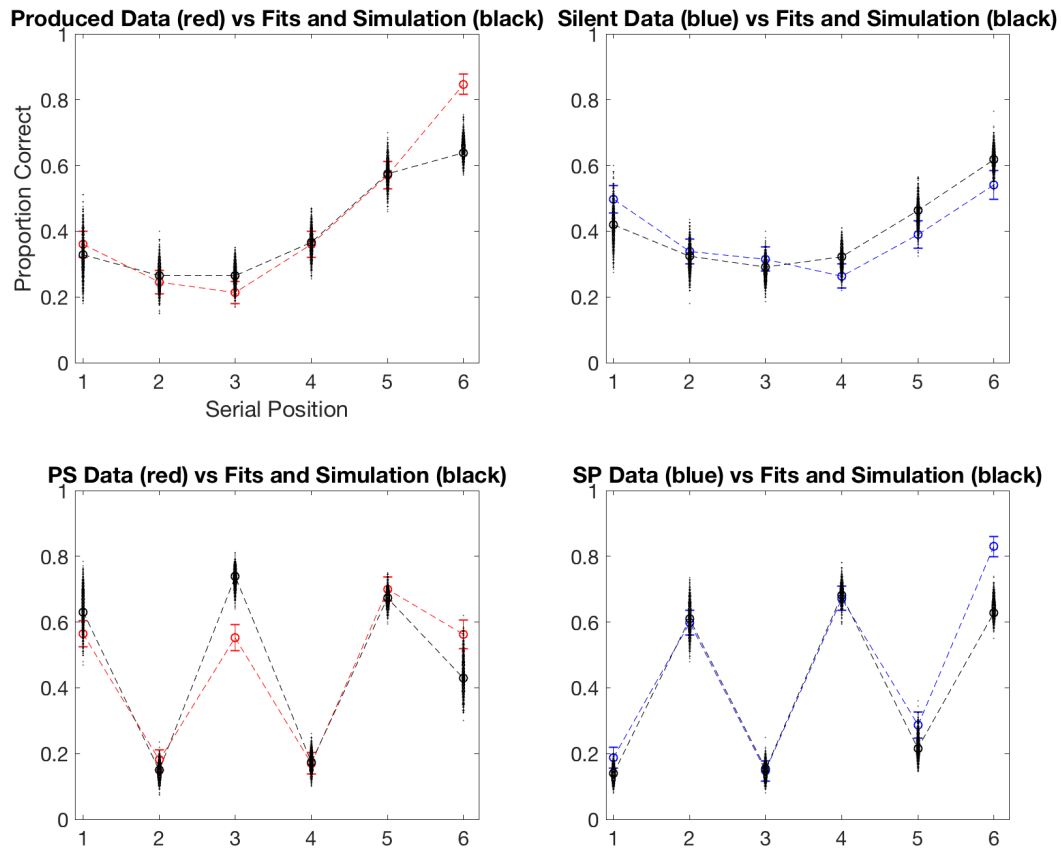 Produced Data (red) vs Fits and Simulation (black)
1
0.8
0.6
0.4
0.2
0
Proportion Correct
1 2 3 4 5 6
Serial Position
Silent Data (blue) vs Fits and Simulation (black)
1
0.8
0.6
0.4
0.2
0
1 2 3 4 5 6
PS Data (red) vs Fits and Simulation (black)
1
0.8
0.6
0.4
0.2
0
1 2 3 4 5 6
SP Data (blue) vs Fits and Simulation (black)
1
0.8
0.6
0.4
0.2
0
1 2 3 4 5 6